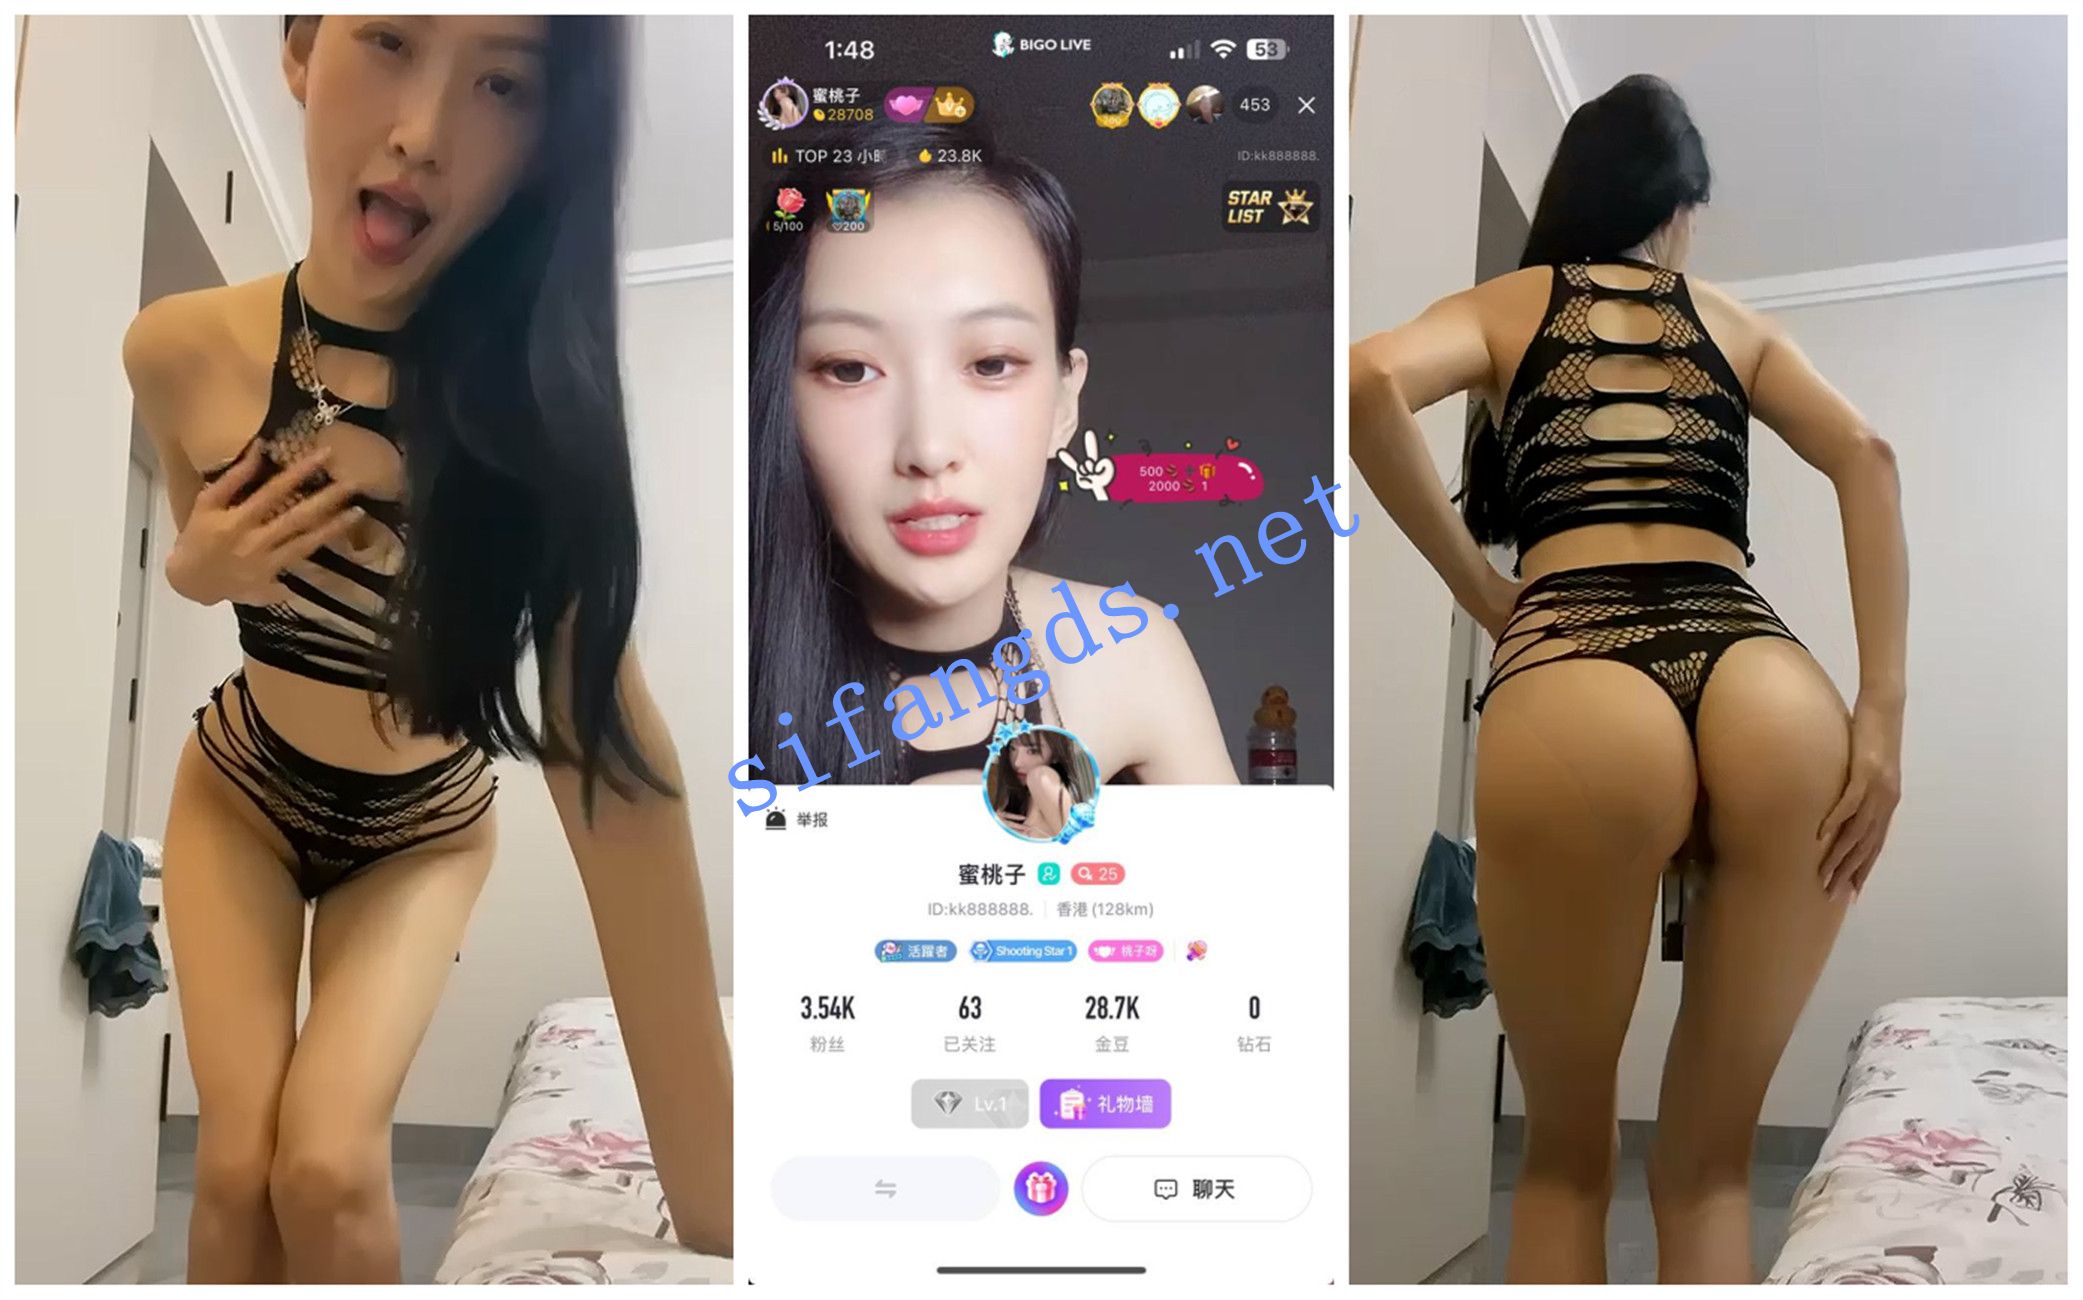 1:48
BIGO LIVE
53
蜜桃子
28708
453
TOP 23 小時
23.8K
ID:kk888888.
5/100
200
STAR
LIST
500
2000 1
sifangds.net
举报
蜜桃子
25
ID:kk888888. 香港 (128km)
活躍者 Shooting Star 1 桃子呀
3.54K 63 28.7K 0
粉丝 已关注 金豆 钻石
Lv.1 礼物墙
聊天